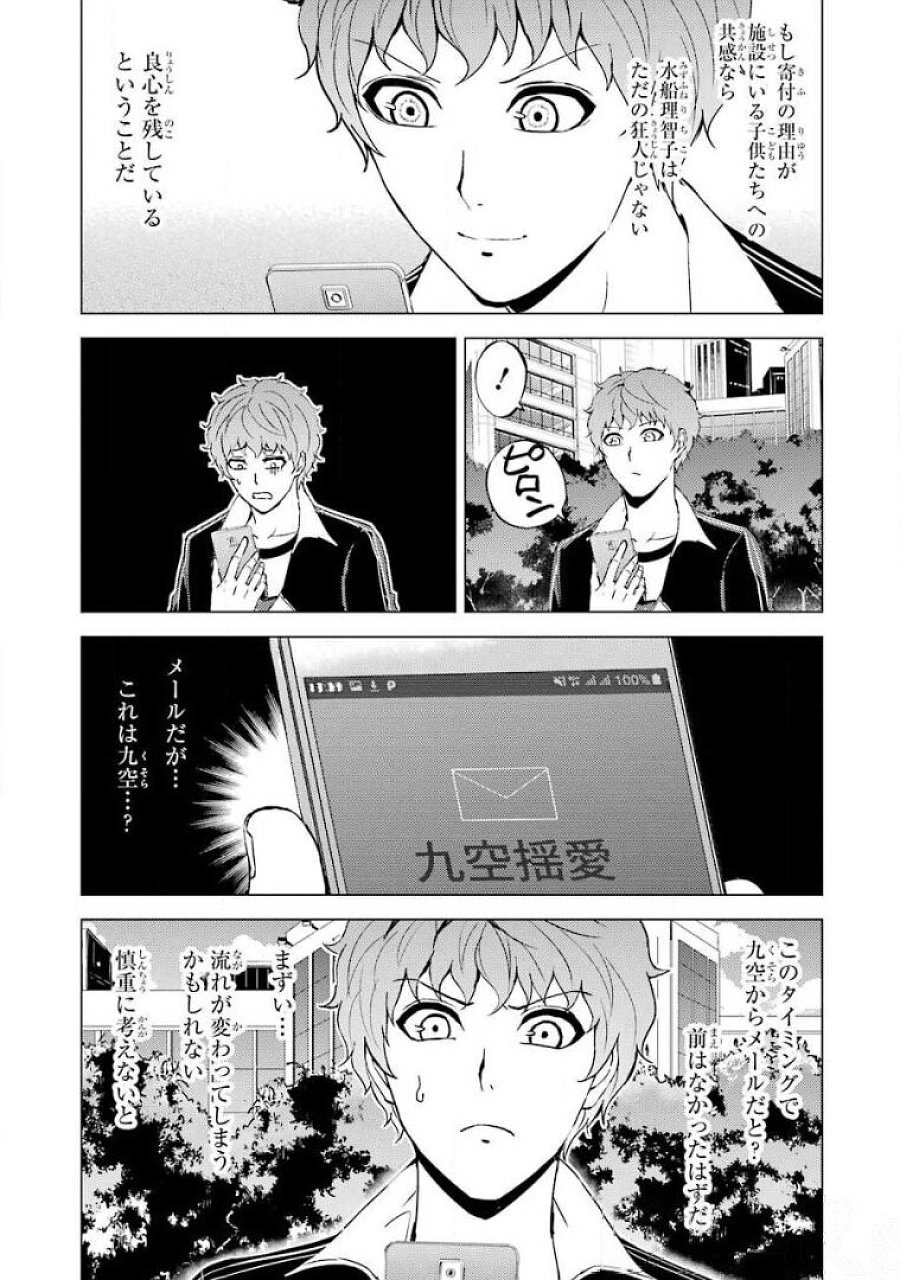 もし寄付の理由が
施設にいる子供たちへの
共感なら
水船理智子は
ただの狂人じゃない
良心を残している
ということだ
！
ピロン
11:39
100%
九空揺愛
メールだが…
これは九空…？
このタイミングで
九空からメールだと？
前はなかったはずだ
まずい…
流れが変わってしまう
かもしれない
慎重に考えないと